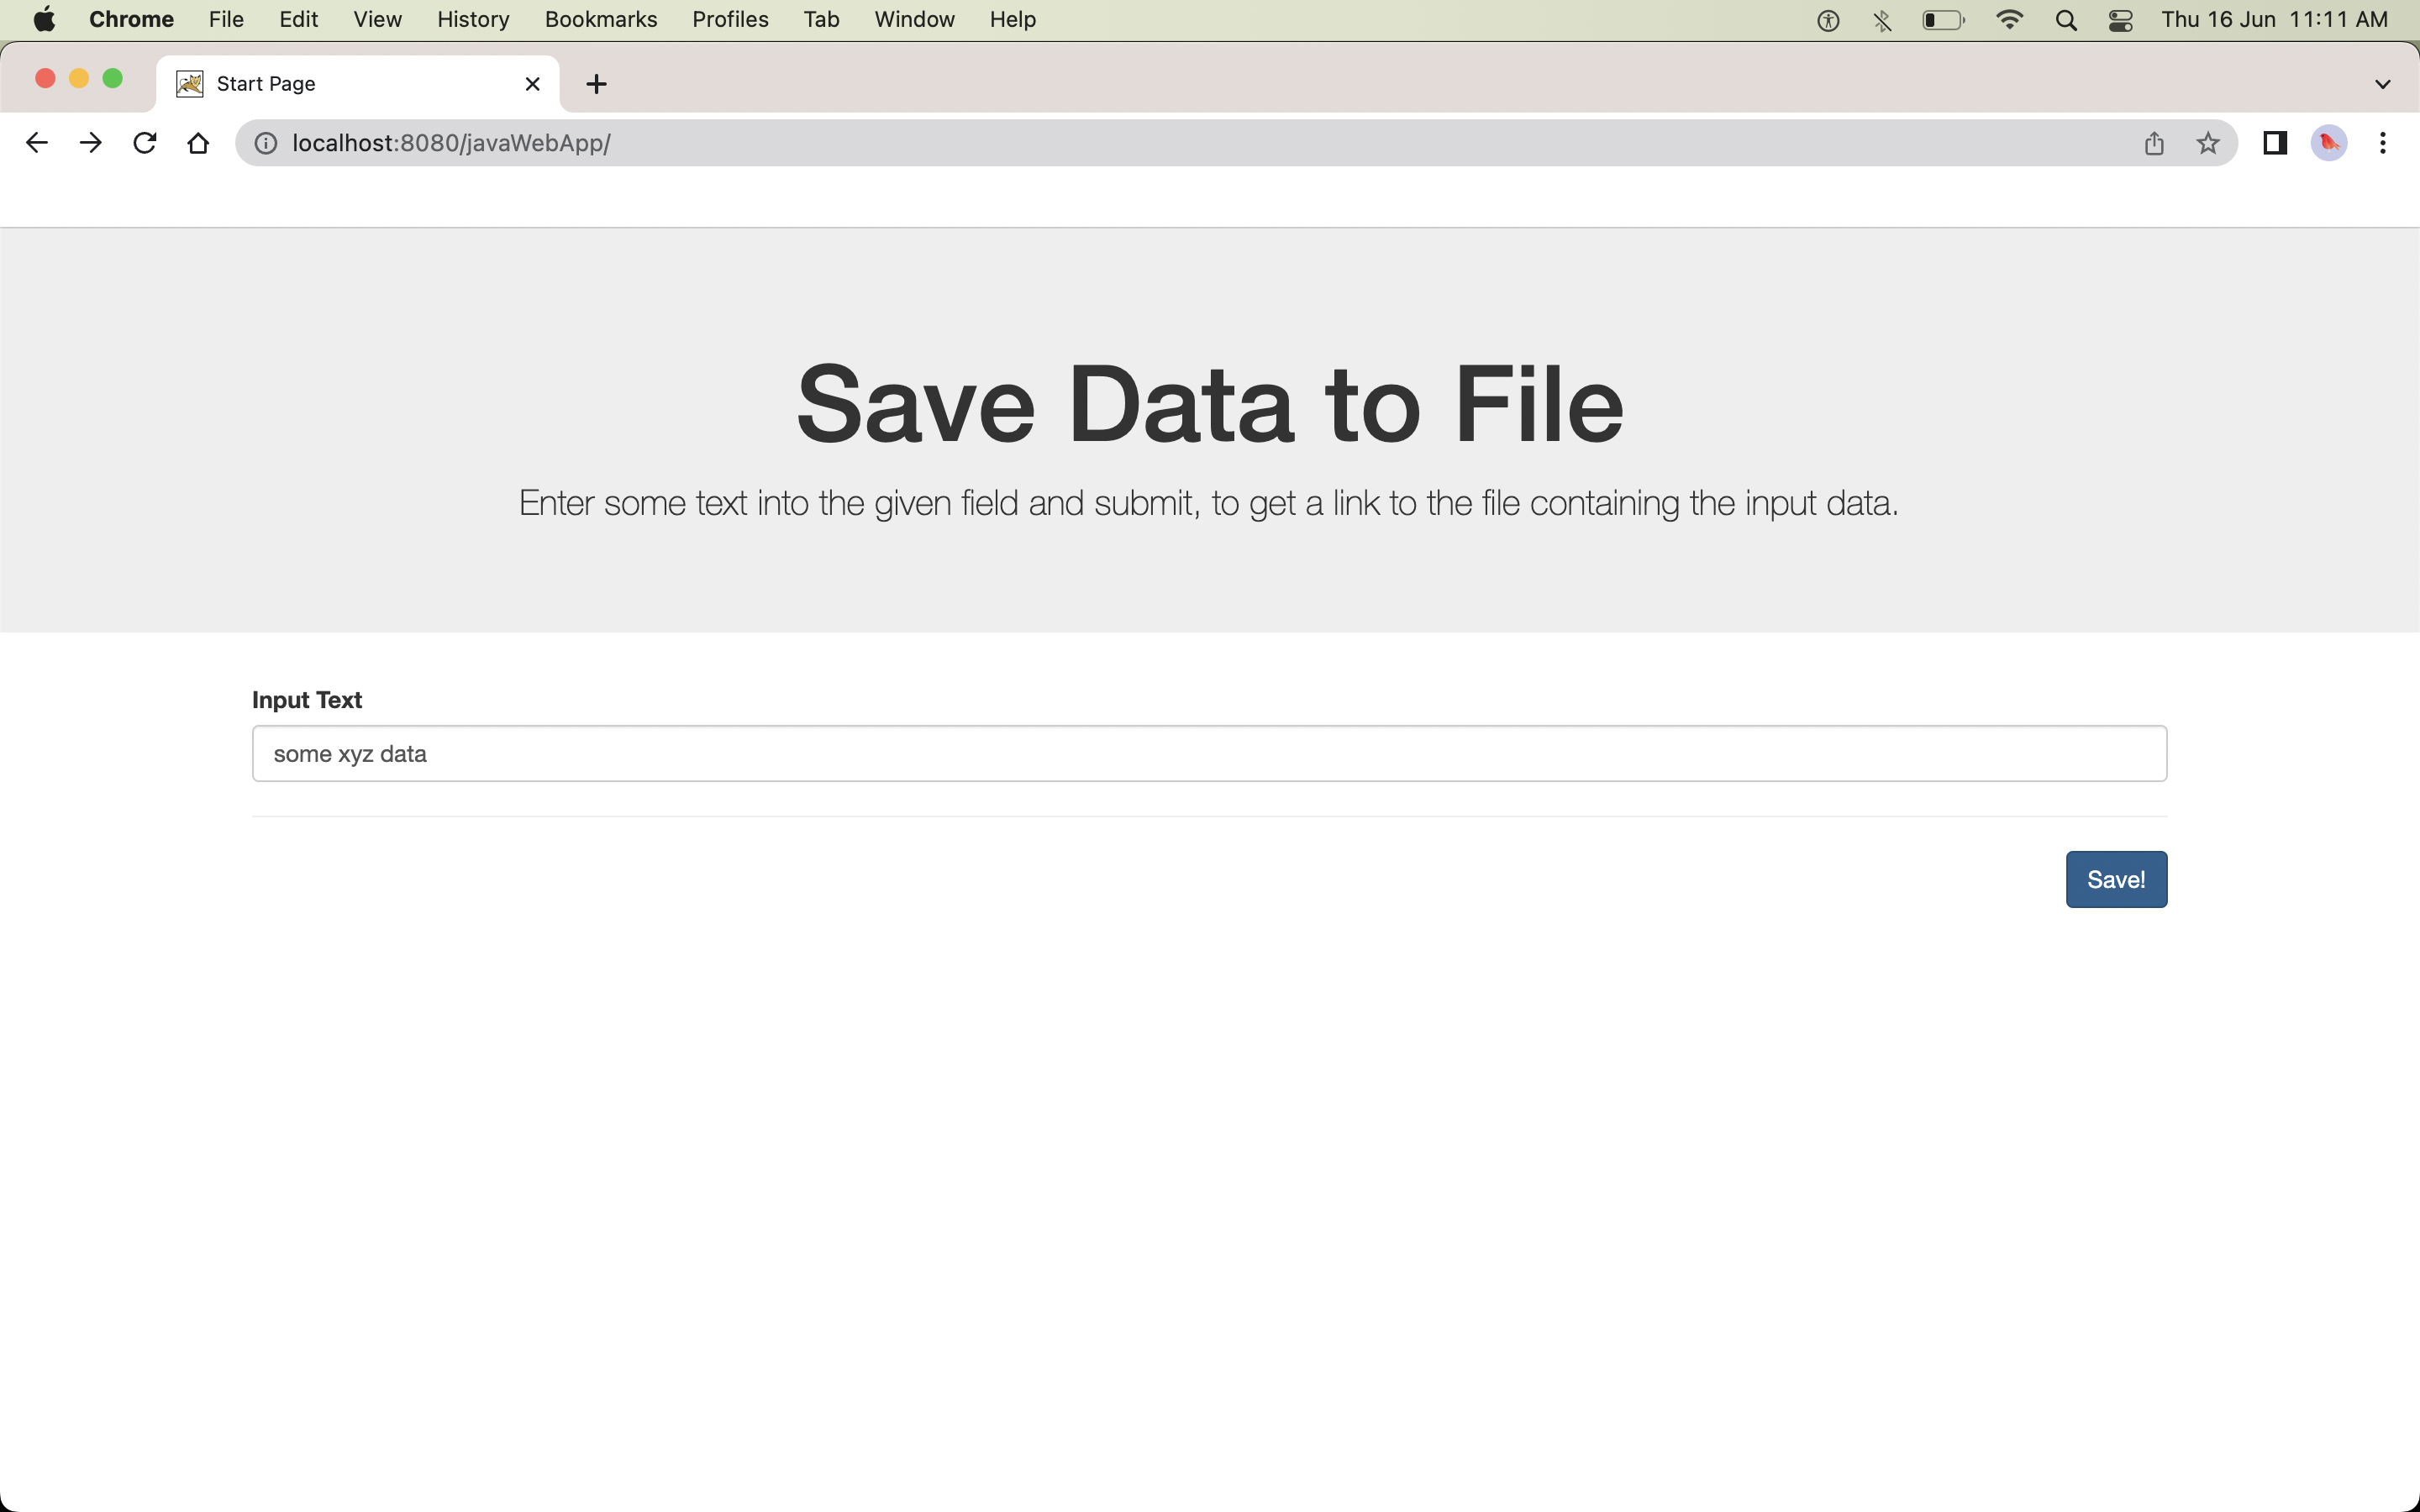 Chrome File Edit View History Bookmarks Profiles Tab Window Help Thu 16 Jun 11:11 AM
Start Page
localhost:8080/javaWebApp/
Save Data to File
Enter some text into the given field and submit, to get a link to the file containing the input data.
Input Text
some xyz data
Save!